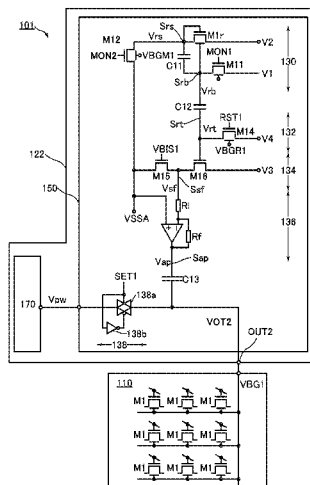 101
M12
Srs
Vrs
M1r
V2
MON2
VBGM1
MON1
C11
M11
130
V1
Srb
Vrb
C12
RST1
Srt
Vrt
M14
132
V4
122
VBIS1
VBGR1
150
V3
134
M15
M16
Vsf
Ssf
VSSA
Ri
136
Rf
Vap
Sap
SET1
C13
170
Vpw
138a
138b
VOT2
138
OUT2
110
VBG1
M1 M1 M1
M1 M1 M1
M1 M1 M1